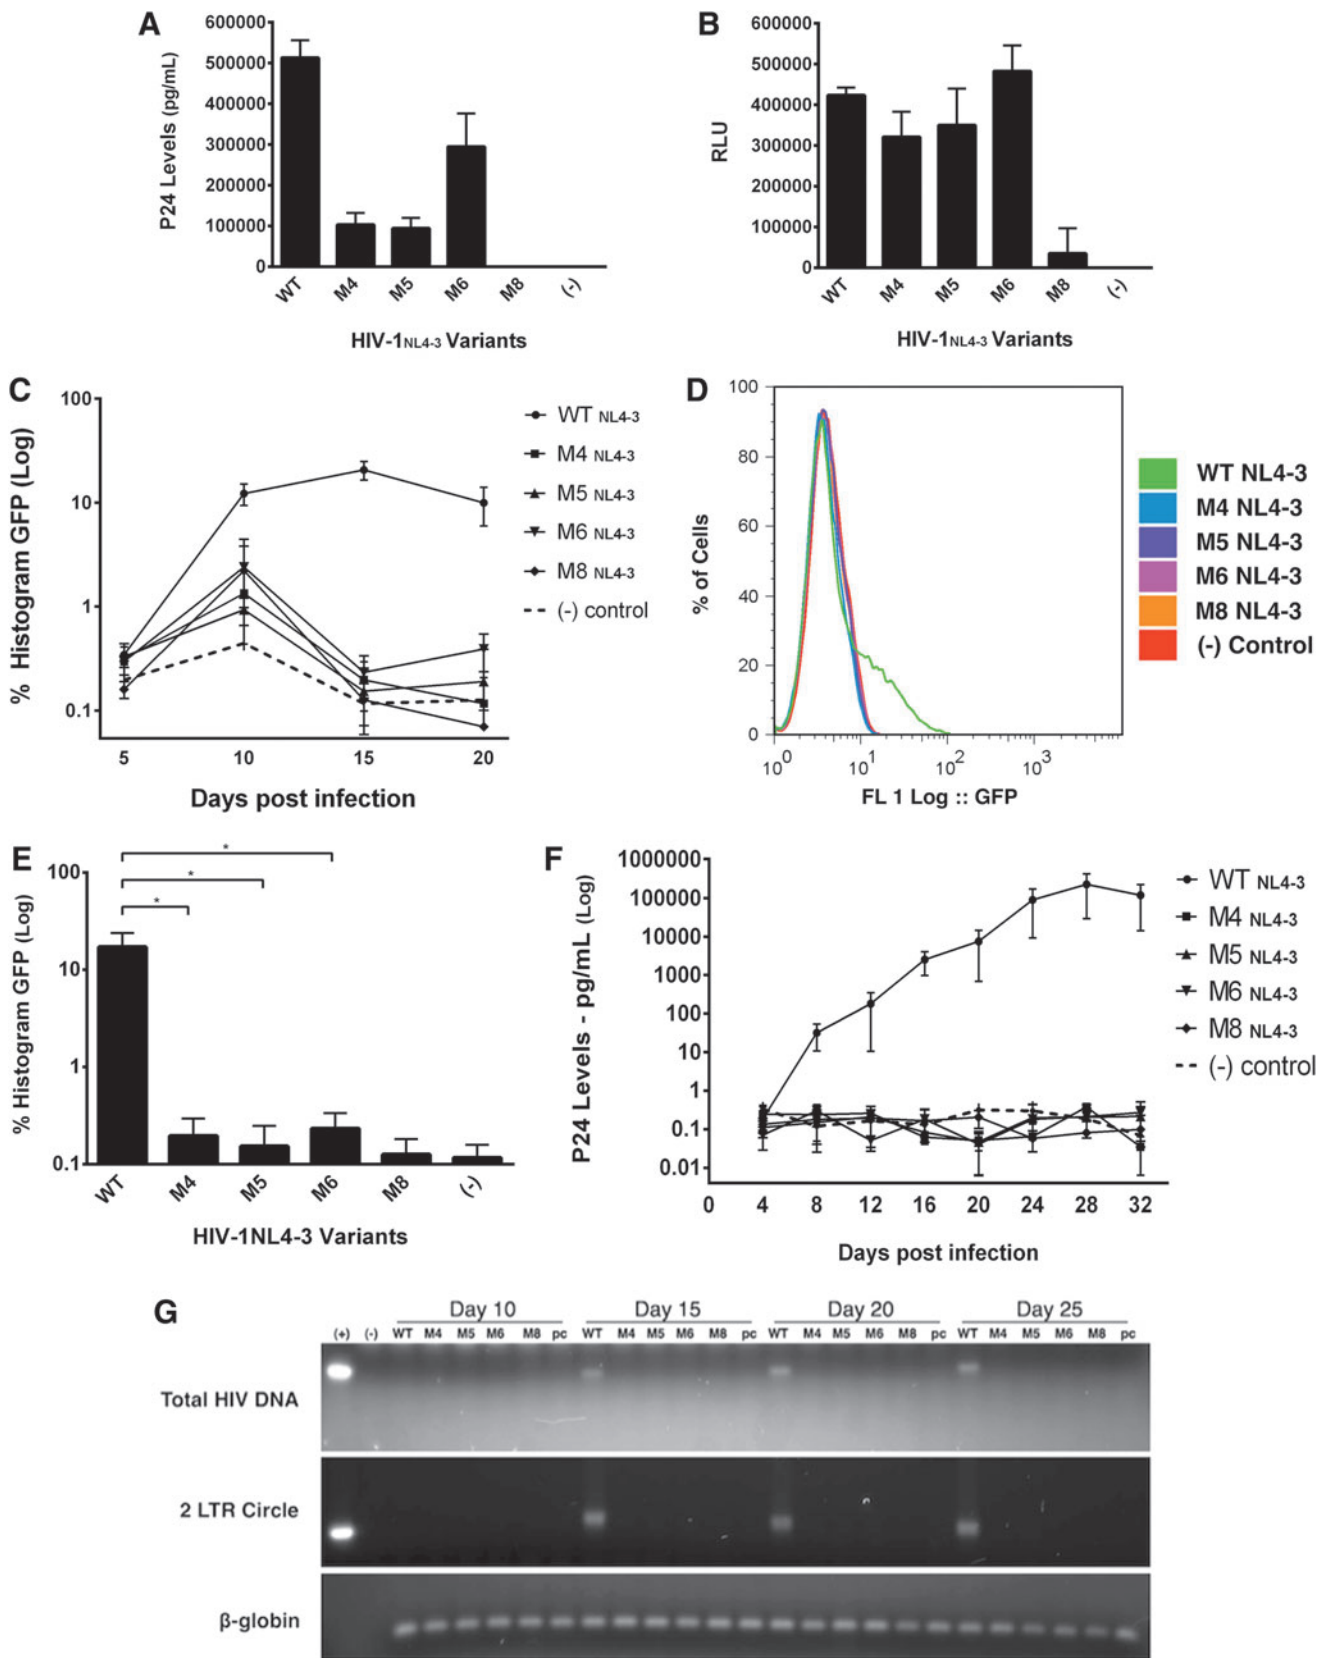 A
P24 Levels (pg/mL)
600000
500000
400000
300000
200000
100000
0
WT M4 M5 M6 M8 (-)
HIV-1NL4-3 Variants
B
RLU
600000
500000
400000
300000
200000
100000
0
WT M4 M5 M6 M8 (-)
HIV-1NL4-3 Variants
C
% Histogram GFP (Log)
100
10
1
0.1
5 10 15 20
Days post infection
WT NL4-3
M4 NL4-3
M5 NL4-3
M6 NL4-3
M8 NL4-3
(-) control
D
% of Cells
100
80
60
40
20
0
10^0 10^1 10^2 10^3
FL 1 Log :: GFP
WT NL4-3
M4 NL4-3
M5 NL4-3
M6 NL4-3
M8 NL4-3
(-) Control
E
% Histogram GFP (Log)
100
10
1
0.1
*
*
*
WT M4 M5 M6 M8 (-)
HIV-1NL4-3 Variants
F
P24 Levels - pg/mL (Log)
1000000
100000
10000
1000
100
10
1
0.1
0.01
0 4 8 12 16 20 24 28 32
Days post infection
WT NL4-3
M4 NL4-3
M5 NL4-3
M6 NL4-3
M8 NL4-3
(-) control
G
Day 10 Day 15 Day 20 Day 25
(+) (-) WT M4 M5 M6 M8 pc WT M4 M5 M6 M8 pc WT M4 M5 M6 M8 pc WT M4 M5 M6 M8 pc
Total HIV DNA
2 LTR Circle
β-globin